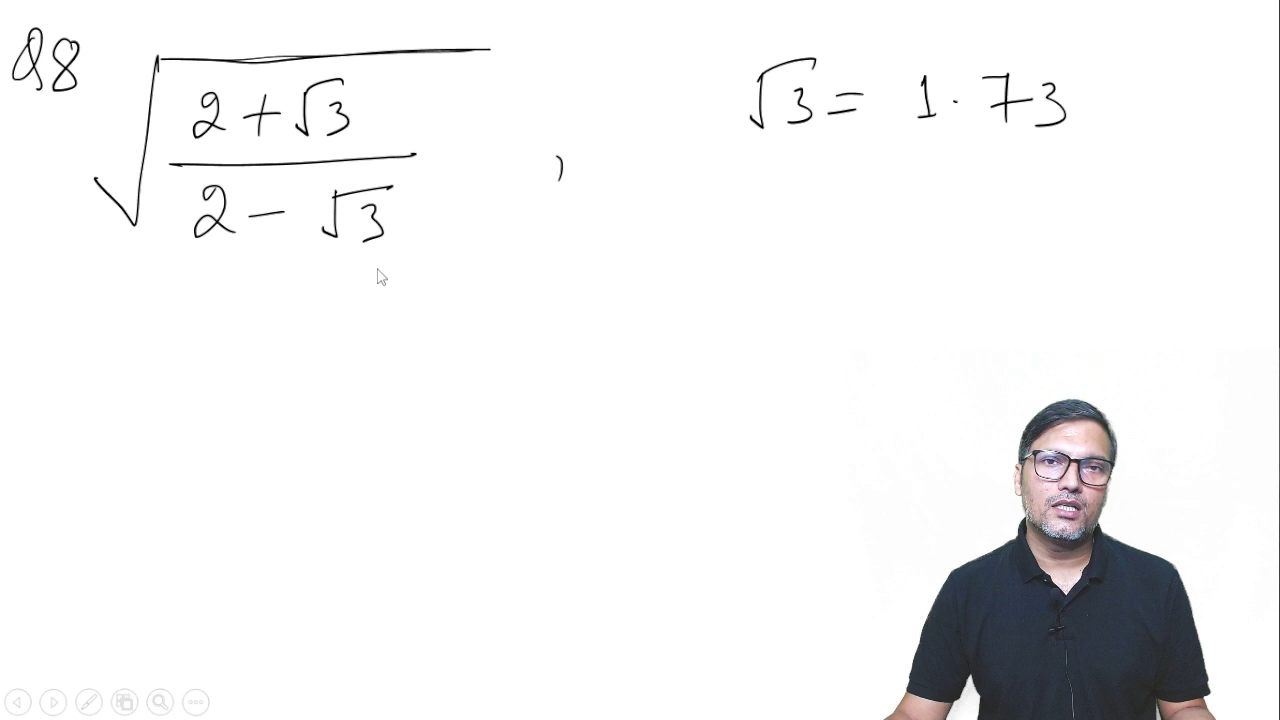 Q8
√((2 + √3)/(2 - √3)) , √3 = 1.73